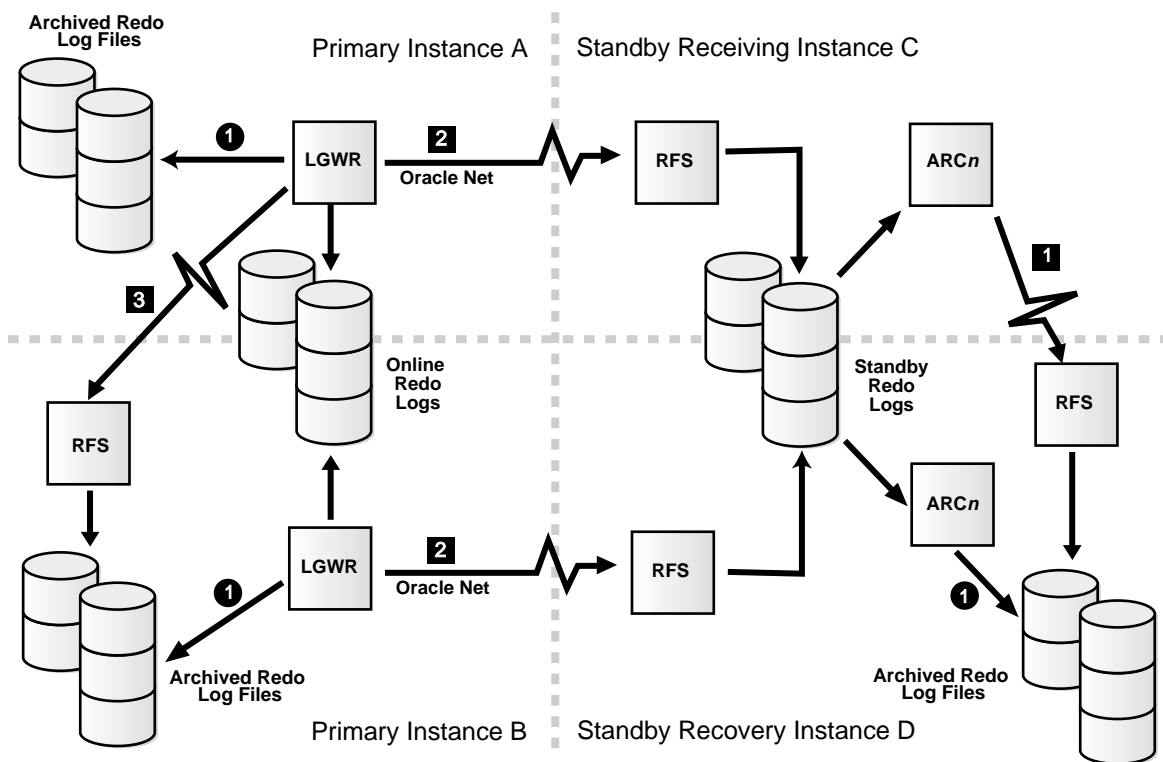 Archived Redo
Log Files
Primary Instance A
Standby Receiving Instance C
1
LGWR
2
Oracle Net
RFS
ARCn
3
1
Online
Redo
Logs
Standby
Redo
Logs
RFS
RFS
ARCn
LGWR
2
Oracle Net
RFS
1
1
Archived Redo
Log Files
Archived Redo
Log Files
Primary Instance B
Standby Recovery Instance D